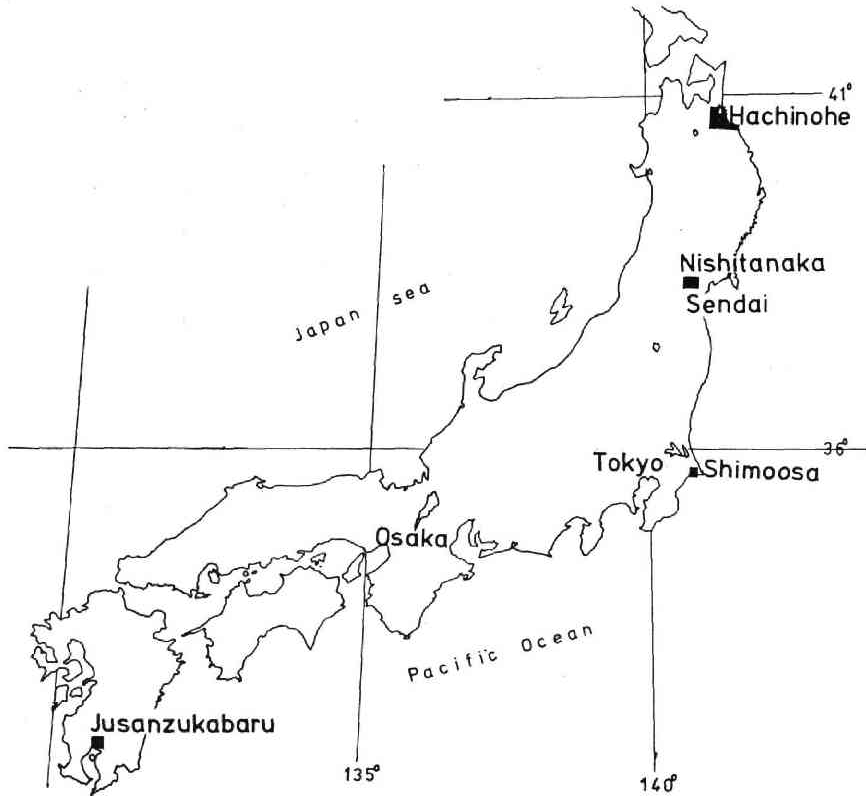 41°
Hachinohe
Nishitanaka
Sendai
Japan sea
36°
Tokyo
Shimoosa
Osaka
Pacific Ocean
Jusanzukabaru
135°
140°